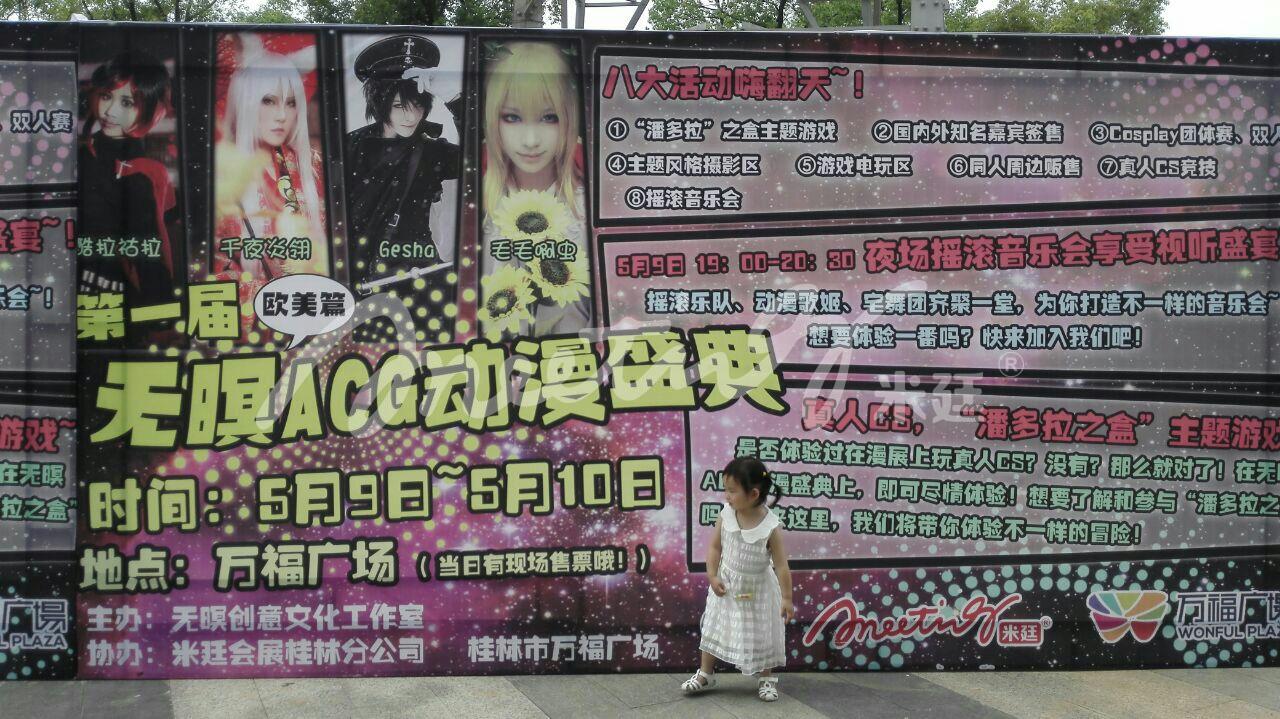 酷拉祜拉
千夜炎翎
Gesha
毛毛啊虫
第一届
欧美篇
无暝ACG动漫盛典
时间：5月9日~5月10日
地点：万福广场（当日有现场售票哦！）
主办：无暝创意文化工作室
协办：米廷会展桂林分公司 桂林市万福广场
八大活动嗨翻天~！
①“潘多拉”之盒主题游戏 ②国内外知名嘉宾签售 ③Cosplay团体赛、双人
④主题风格摄影区 ⑤游戏电玩区 ⑥同人周边贩售 ⑦真人CS竞技
⑧摇滚音乐会
5月9日 19：00-20：30 夜场摇滚音乐会享受视听盛宴
摇滚乐队、动漫歌姬、宅舞团齐聚一堂，为你打造不一样的音乐会~
想要体验一番吗？快来加入我们吧！
Meeting 米廷®
真人CS，“潘多拉之盒”主题游戏
是否体验过在漫展上玩真人CS？没有？那么就对了！在无
漫盛典上，即可尽情体验！想要了解和参与“潘多拉之
这里，我们将带你体验不一样的冒险！
meeting 米廷®
万福广场
WONFUL PLAZA
、双人赛
盛宴~！
乐会~！
游戏~
在无暝
拉之盒”
广場
L PLAZA